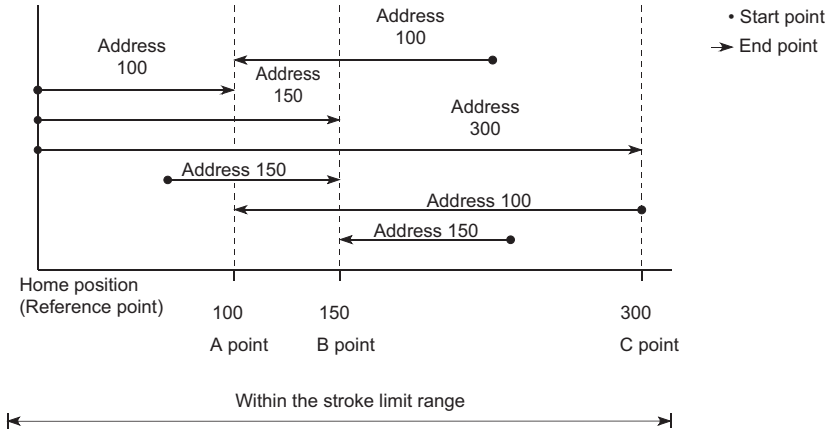 • Start point
End point
Address
100
Address
100
Address
150
Address
300
Address 150
Address 100
Address 150
Home position
(Reference point)
100
150
300
A point
B point
C point
Within the stroke limit range